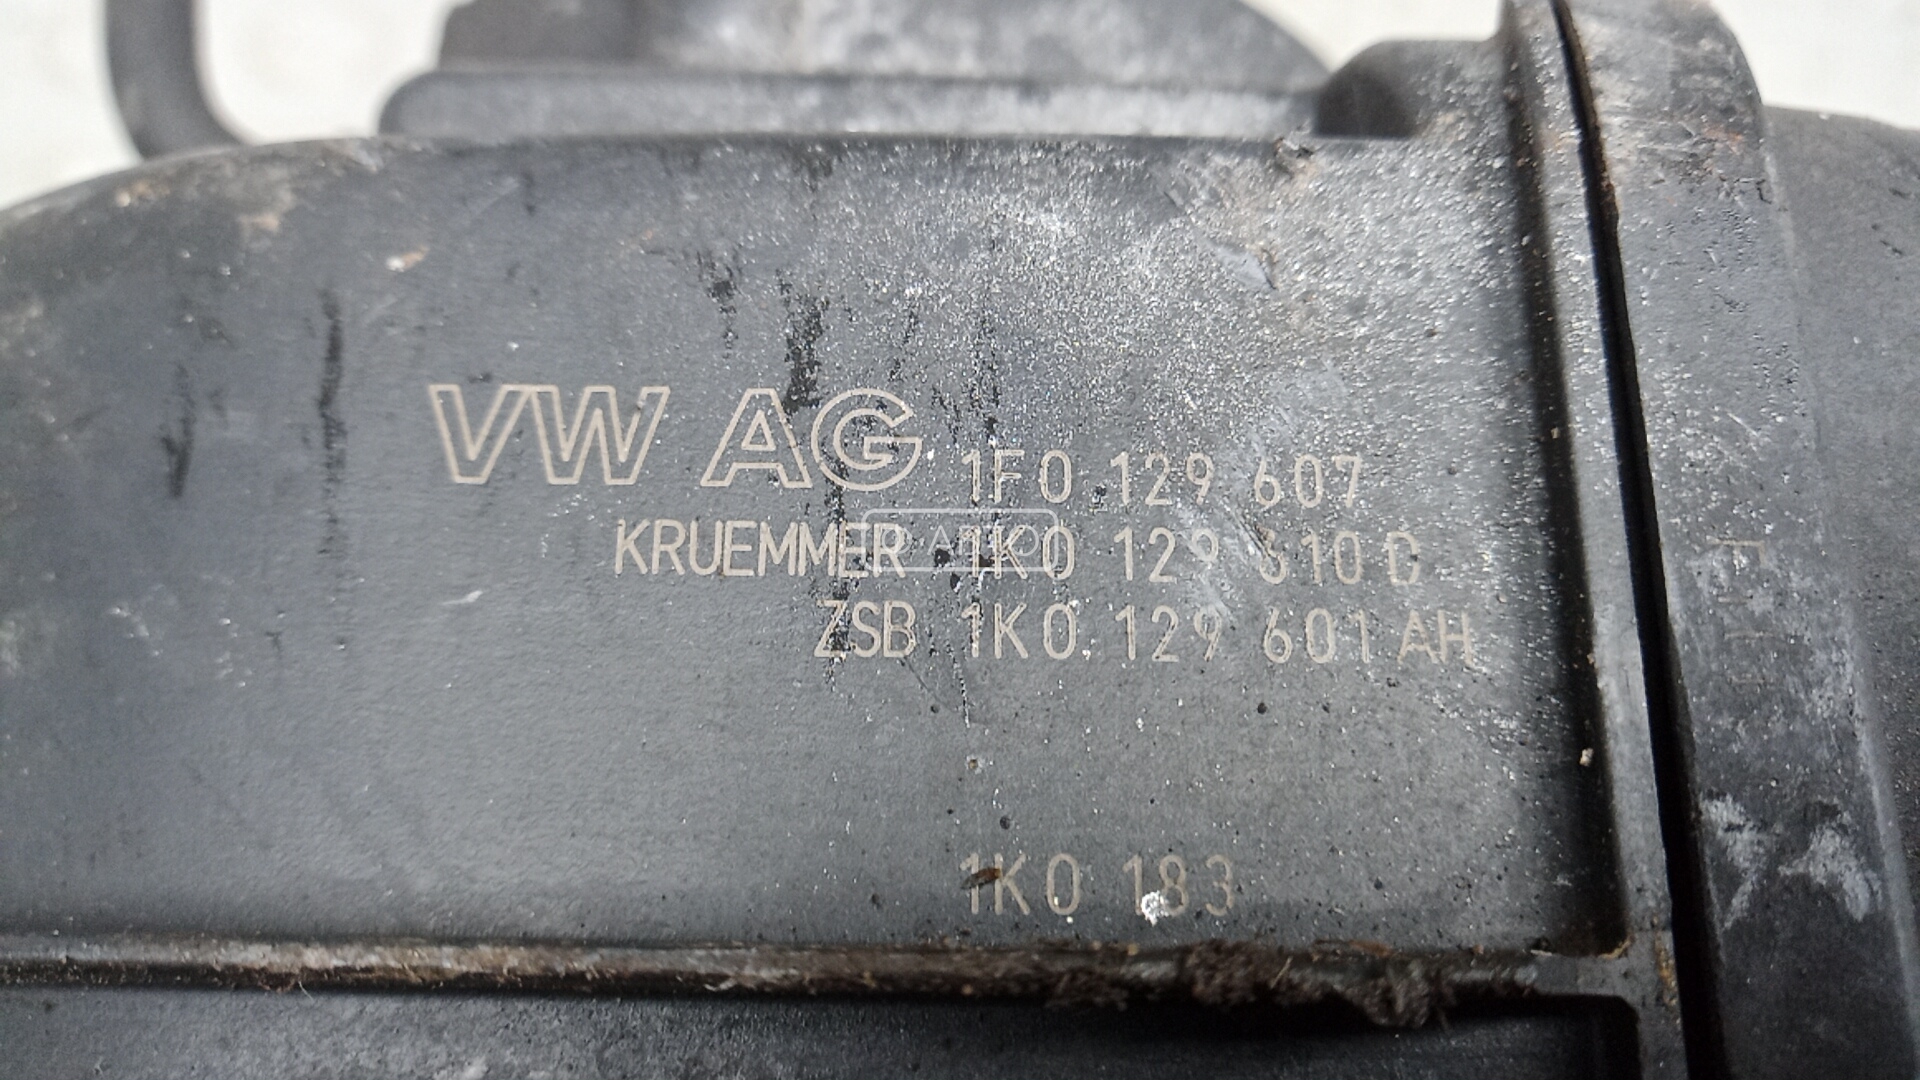 VW AG 1F0 129 607
KRUEMMER 1K0 129 610 D
ZSB 1K0 129 601 AH
1K0 183